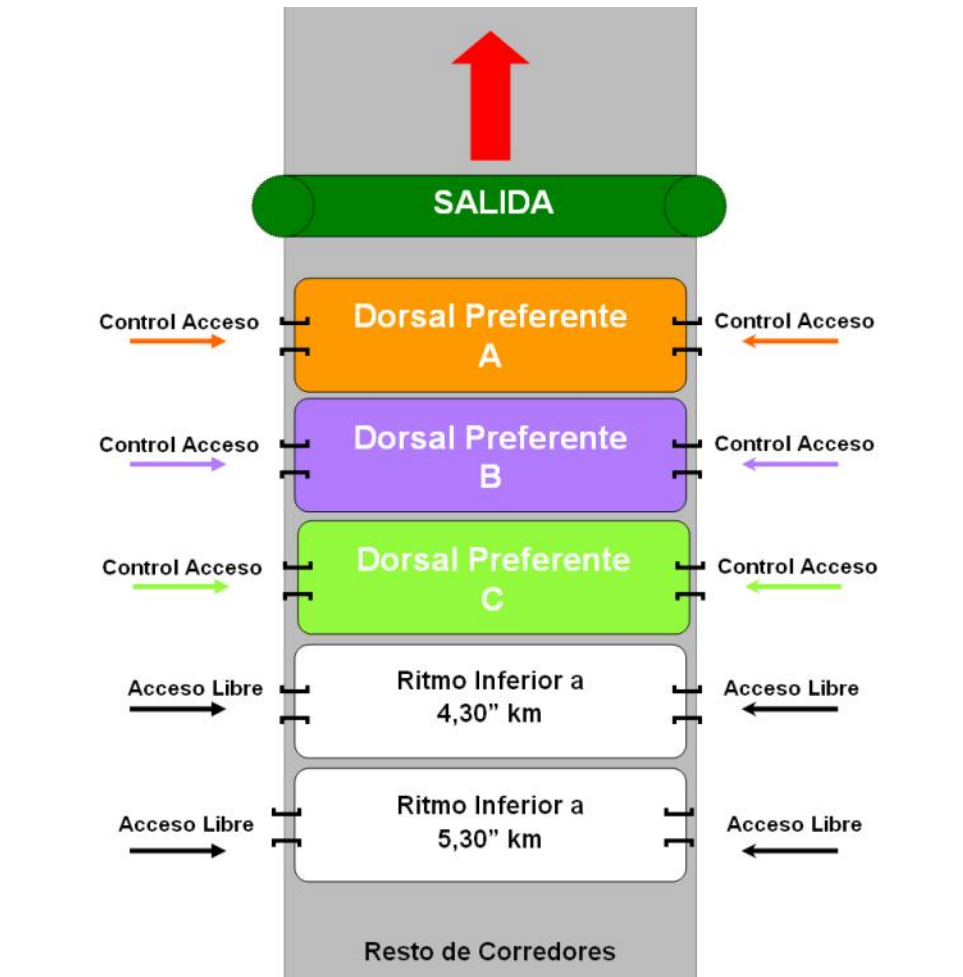 SALIDA
Control Acceso
Dorsal Preferente
A
Control Acceso
Control Acceso
Dorsal Preferente
B
Control Acceso
Control Acceso
Dorsal Preferente
C
Control Acceso
Acceso Libre
Ritmo Inferior a
4,30” km
Acceso Libre
Acceso Libre
Ritmo Inferior a
5,30” km
Acceso Libre
Resto de Corredores